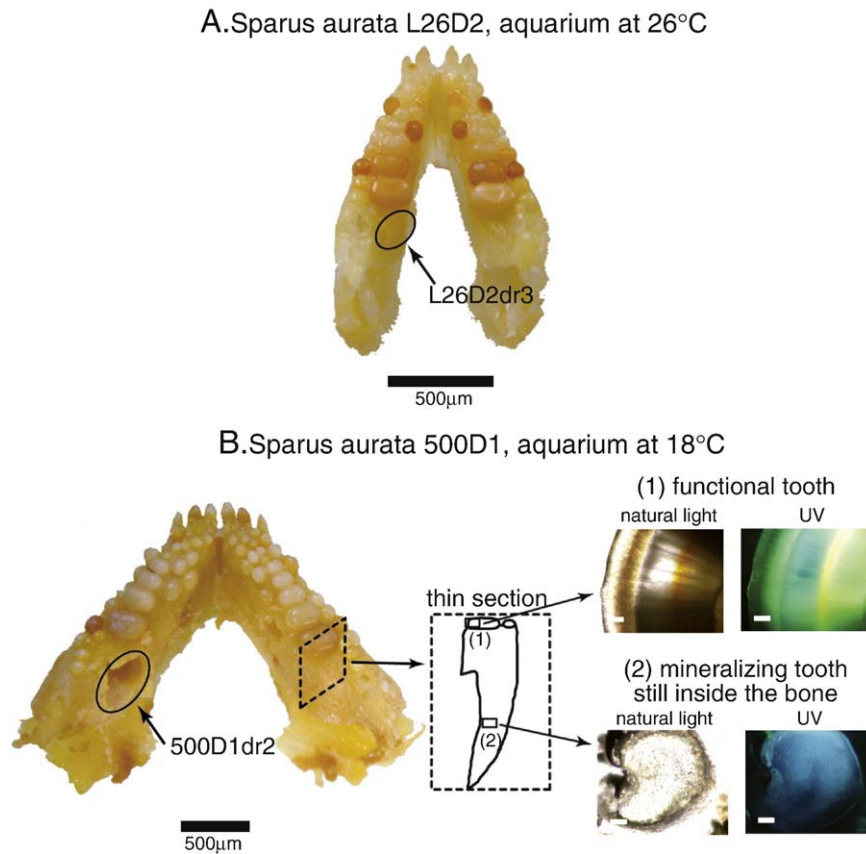 A.Sparus aurata L26D2, aquarium at 26°C
L26D2dr3
500μm
B.Sparus aurata 500D1, aquarium at 18°C
(1) functional tooth
natural light UV
thin section
(1)
(2) mineralizing tooth
still inside the bone
natural light UV
(2)
500D1dr2
500μm